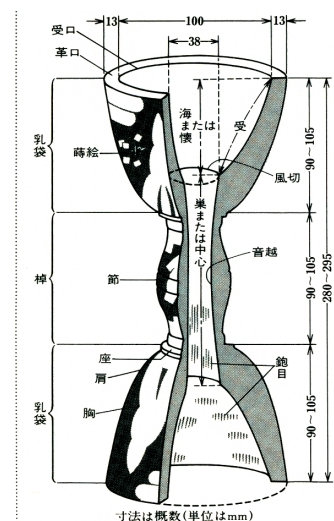 13 100 13
38
受口
革口
乳袋
蒔絵
海または懐
受
風切
巣または中心
音越
棹
節
座
肩
胸
乳袋
鉋目
90~105
90~105
90~105
280~295
寸法は概数(単位はmm)